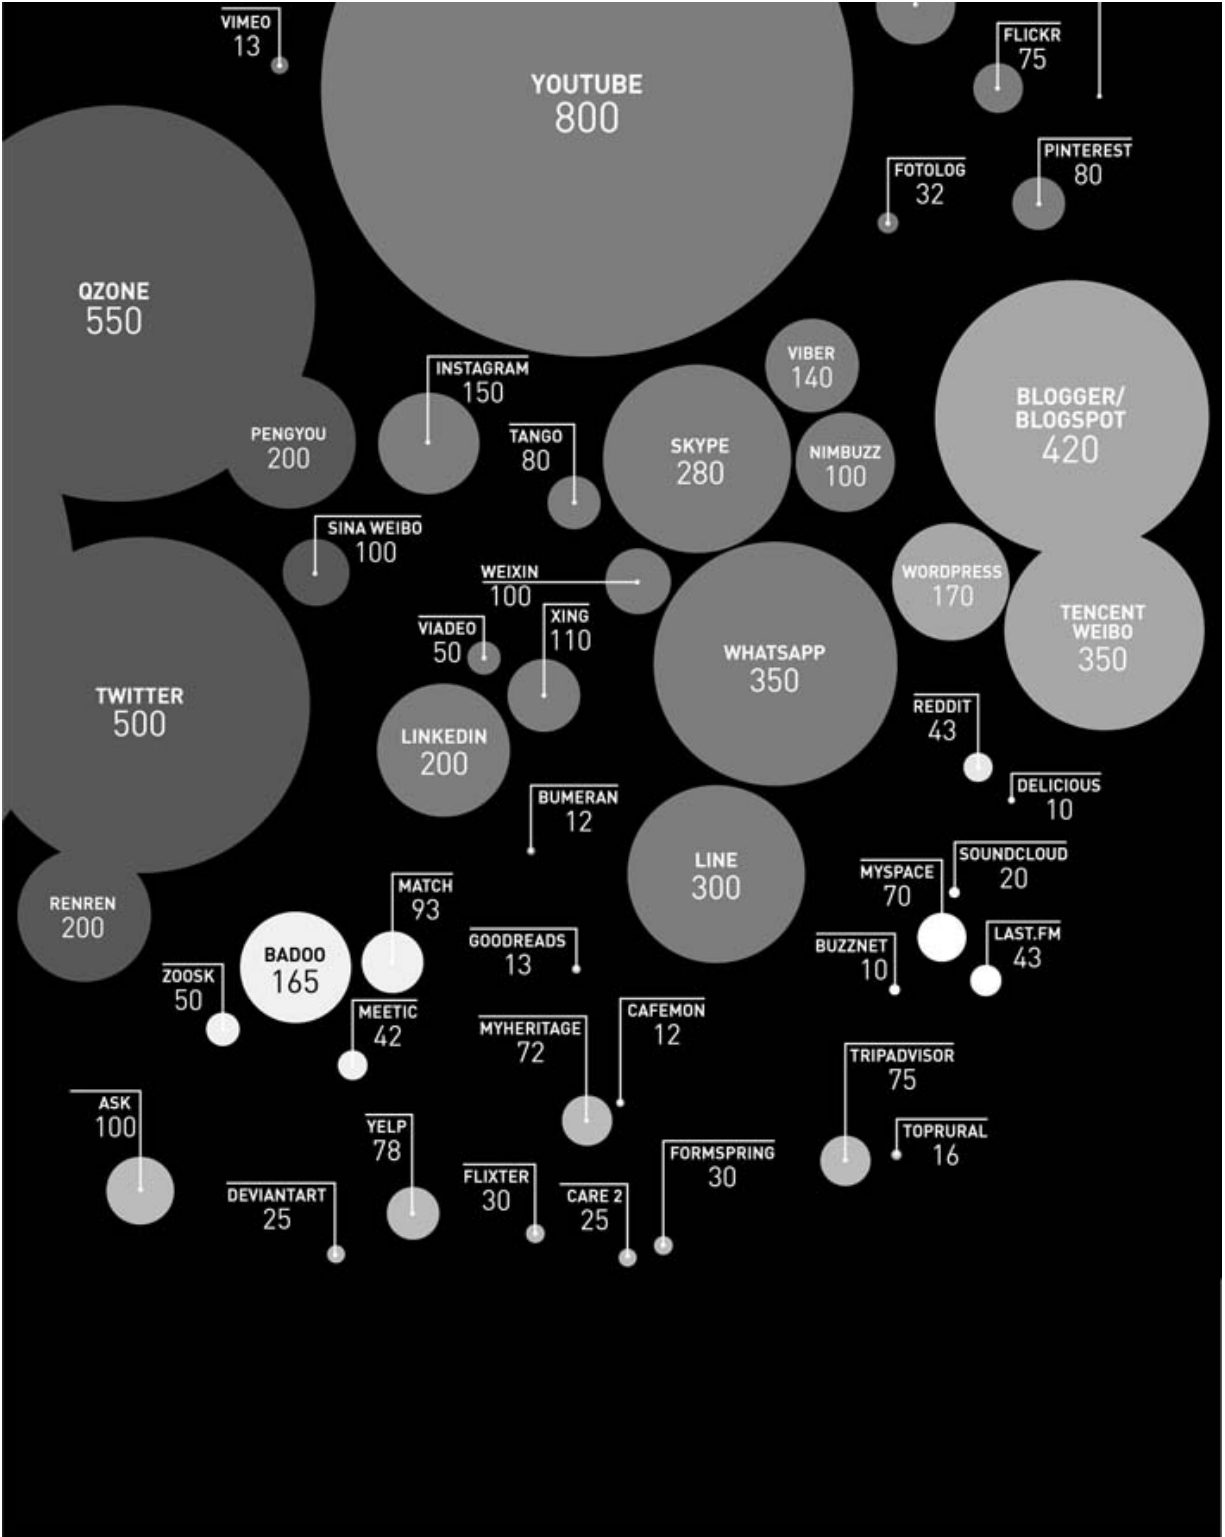 VIMEO
13
YOUTUBE
800
FLICKR
75
PINTEREST
80
FOTOLOG
32
QZONE
550
VIBER
140
INSTAGRAM
150
BLOGGER/
BLOGSPOT
420
PENGYOU
200
TANGO
80
SKYPE
280
NIMBUZZ
100
SINA WEIBO
100
WEIXIN
100
WORDPRESS
170
TENCENT
WEIBO
350
XING
110
VIADEO
50
WHATSAPP
350
TWITTER
500
LINKEDIN
200
REDDIT
43
DELICIOUS
10
BUMERAN
12
LINE
300
SOUNDCLOUD
20
MYSPACE
70
MATCH
93
RENREN
200
LAST.FM
43
GOODREADS
13
BUZZNET
10
BADOO
165
ZOOSK
50
MEETIC
42
CAFEMON
12
MYHERITAGE
72
TRIPADVISOR
75
ASK
100
YELP
78
TOPRURAL
16
FORMSPRING
30
FLIXTER
30
DEVIANTART
25
CARE 2
25